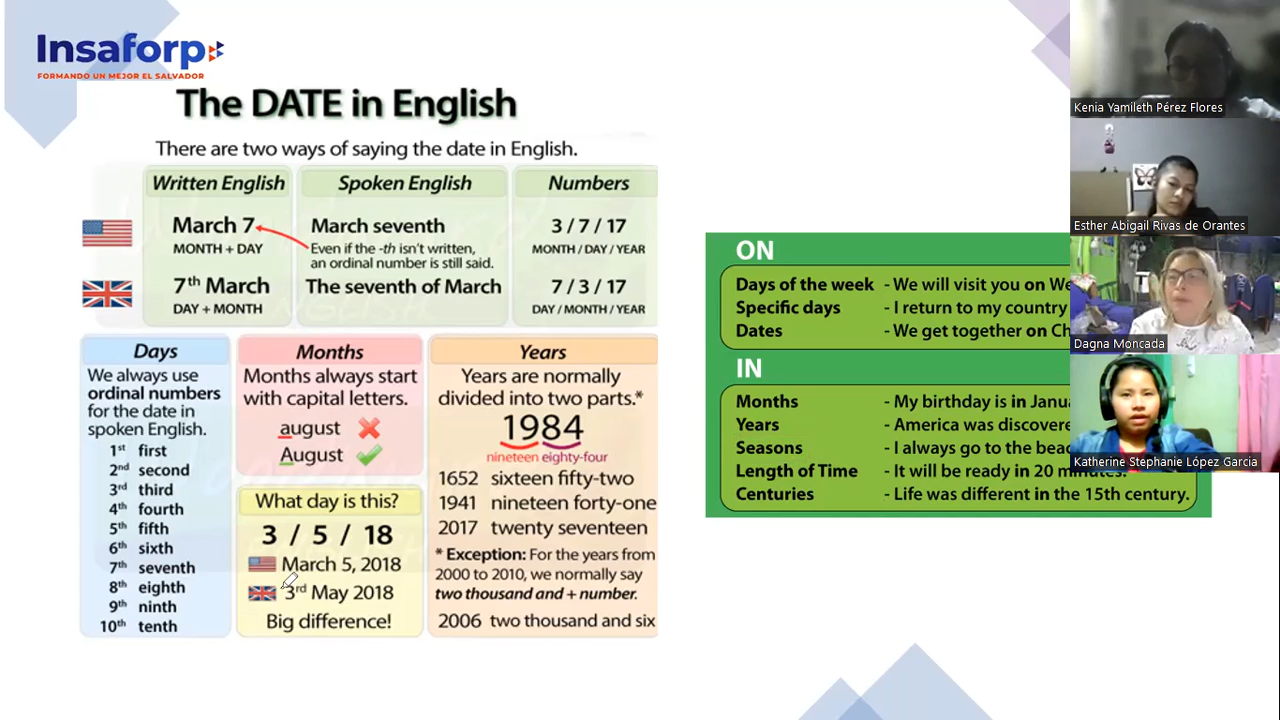 Insaforp
FORMANDO UN MEJOR EL SALVADOR
The DATE in English
There are two ways of saying the date in English.
Written English
Spoken English
Numbers
March 7
MONTH + DAY
March seventh
Even if the -th isn't written,
an ordinal number is still said.
3 / 7 / 17
MONTH / DAY / YEAR
7th March
DAY + MONTH
The seventh of March
7 / 3 / 17
DAY / MONTH / YEAR
Days
We always use
ordinal numbers
for the date in
spoken English.
1st first
2nd second
3rd third
4th fourth
5th fifth
6th sixth
7th seventh
8th eighth
9th ninth
10th tenth
Months
Months always start
with capital letters.
august
August
What day is this?
3 / 5 / 18
March 5, 2018
3rd May 2018
Big difference!
Years
Years are normally
divided into two parts.*
1984
nineteen eighty-four
1652 sixteen fifty-two
1941 nineteen forty-one
2017 twenty seventeen
* Exception: For the years from
2000 to 2010, we normally say
two thousand and + number.
2006 two thousand and six
ON
Days of the week - We will visit you on We
Specific days - I return to my country
Dates - We get together on Ch
IN
Months - My birthday is in Janu
Years - America was discovere
Seasons - I always go to the bea
Length of Time - It will be ready in 20 minutes.
Centuries - Life was different in the 15th century.
Kenia Yamileth Pérez Flores
Esther Abigail Rivas de Orantes
Dagna Moncada
Katherine Stephanie López Garcia